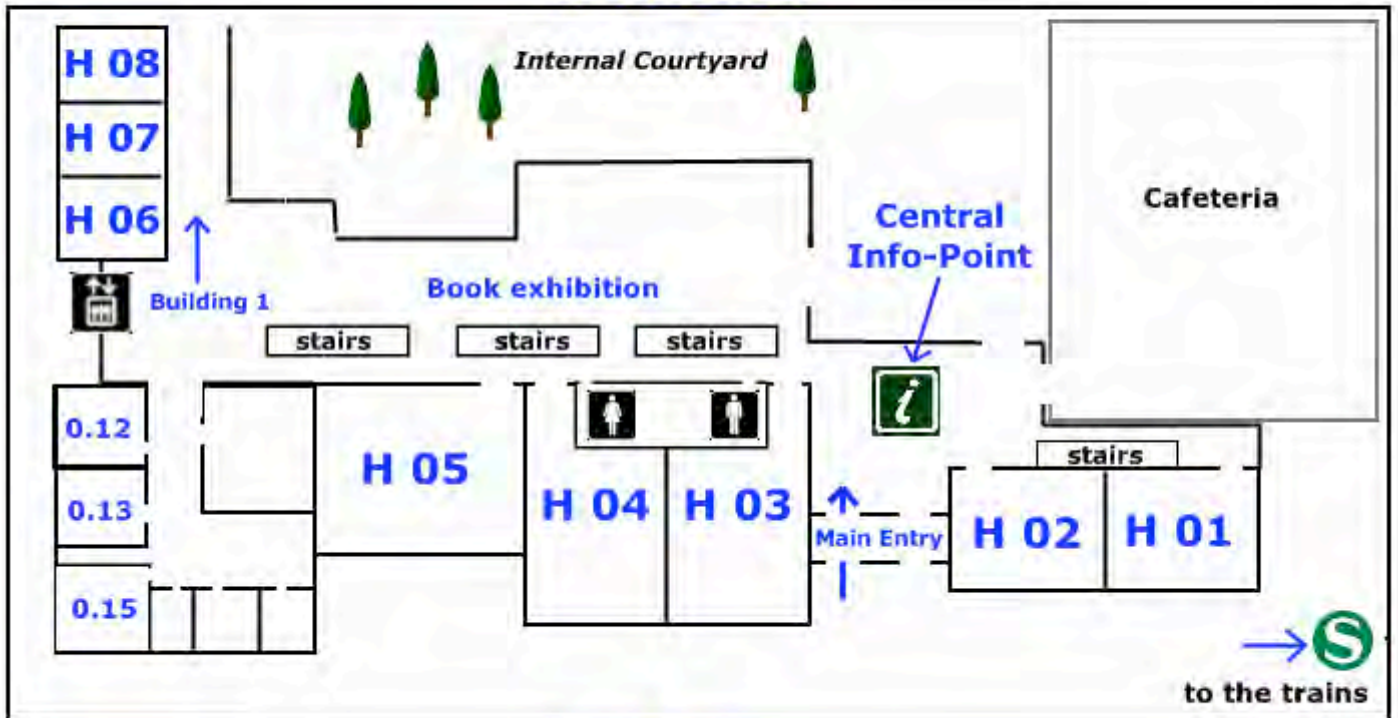 H 08
H 07
H 06
Internal Courtyard
Cafeteria
Central
Info-Point
Building 1
Book exhibition
stairs
stairs
stairs
i
stairs
0.12
0.13
0.15
H 05
H 04
H 03
Main Entry
H 02
H 01
S
to the trains